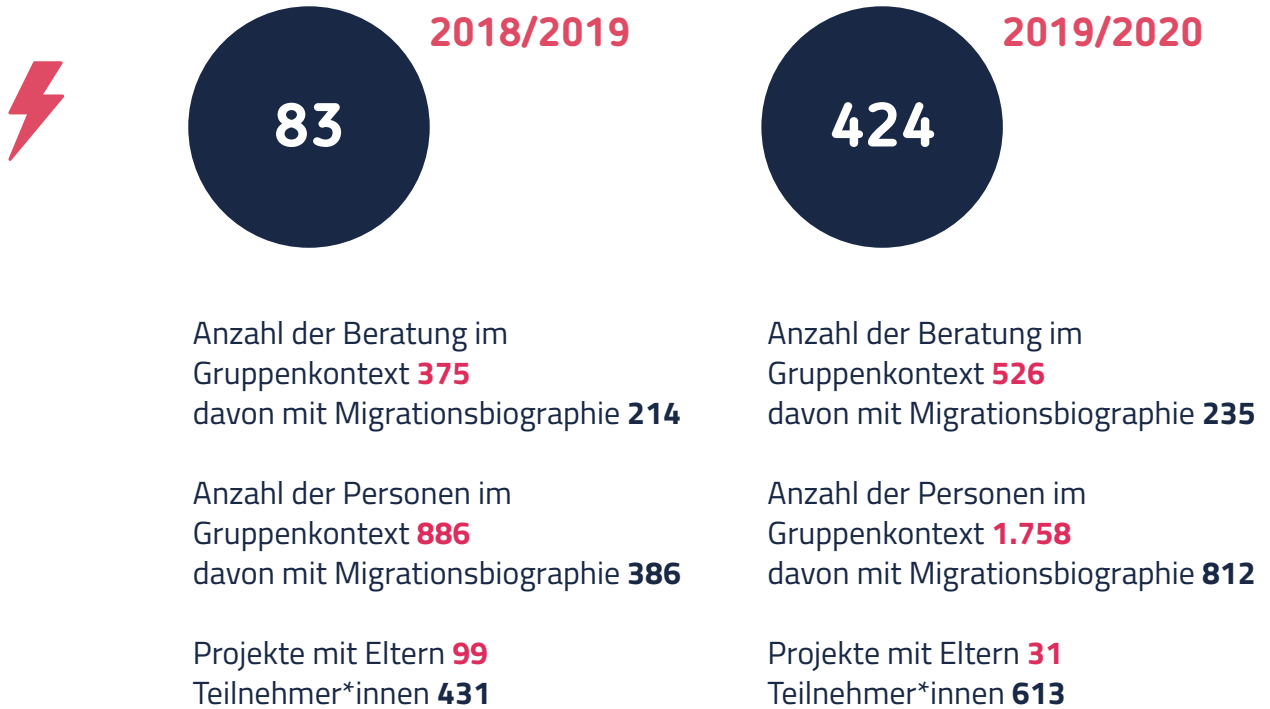 2018/2019
83
Anzahl der Beratung im
Gruppenkontext 375
davon mit Migrationsbiographie 214
Anzahl der Personen im
Gruppenkontext 886
davon mit Migrationsbiographie 386
Projekte mit Eltern 99
Teilnehmer*innen 431
2019/2020
424
Anzahl der Beratung im
Gruppenkontext 526
davon mit Migrationsbiographie 235
Anzahl der Personen im
Gruppenkontext 1.758
davon mit Migrationsbiographie 812
Projekte mit Eltern 31
Teilnehmer*innen 613